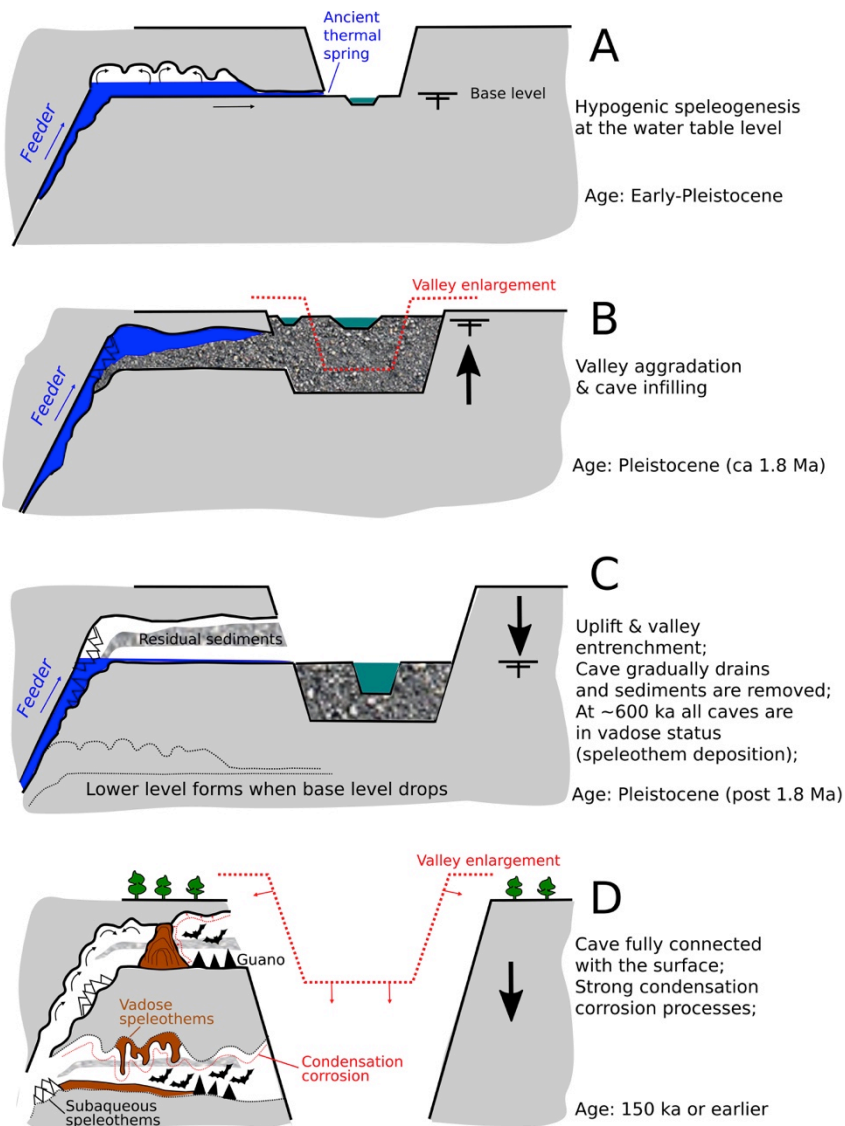 Ancient
thermal
spring
A
Base level
Feeder
Hypogenic speleogenesis
at the water table level
Age: Early-Pleistocene
Valley enlargement
B
Feeder
Valley aggradation
& cave infilling
Age: Pleistocene (ca 1.8 Ma)
C
Residual sediments
Feeder
Uplift & valley
entrenchment;
Cave gradually drains
and sediments are removed;
At ~600 ka all caves are
in vadose status
(speleothem deposition);
Lower level forms when base level drops
Age: Pleistocene (post 1.8 Ma)
Valley enlargement
D
Guano
Cave fully connected
with the surface;
Strong condensation
corrosion processes;
Vadose
speleothems
Condensation
corrosion
Subaqueous
speleothems
Age: 150 ka or earlier